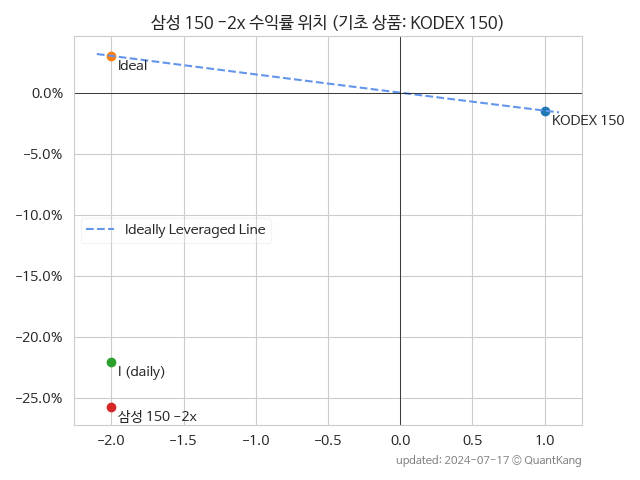 삼성 150 −2x 수익률 위치 (기초 상품: KODEX 150)
Ideal
0.0%
KODEX 150
−5.0%
−10.0%
Ideally Leveraged Line
−15.0%
−20.0%
I (daily)
−25.0%
삼성 150 −2x
−2.0 −1.5 −1.0 −0.5 0.0 0.5 1.0
updated: 2024-07-17 © QuantKang